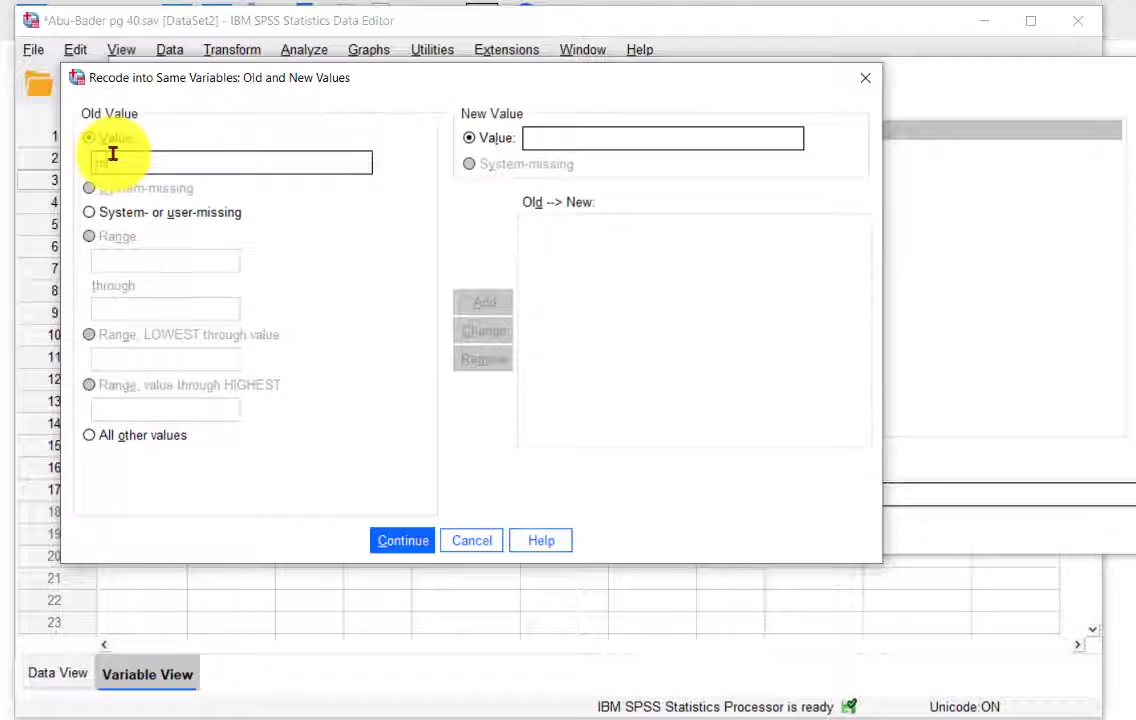 *Abu-Bader pg 40.sav [DataSet2] - IBM SPSS Statistics Data Editor
File Edit View Data Transform Analyze Graphs Utilities Extensions Window Help
Recode into Same Variables: Old and New Values
Old Value
Value:
System-missing
System- or user-missing
Range:
through
Range, LOWEST through value
Range, value through HIGHEST
All other values
New Value
Value:
System-missing
Old --> New:
Add
Change
Remove
Continue Cancel Help
1
2
3
4
5
6
7
8
9
10
11
12
13
14
15
16
17
18
19
20
21
22
23
Data View Variable View
IBM SPSS Statistics Processor is ready Unicode:ON